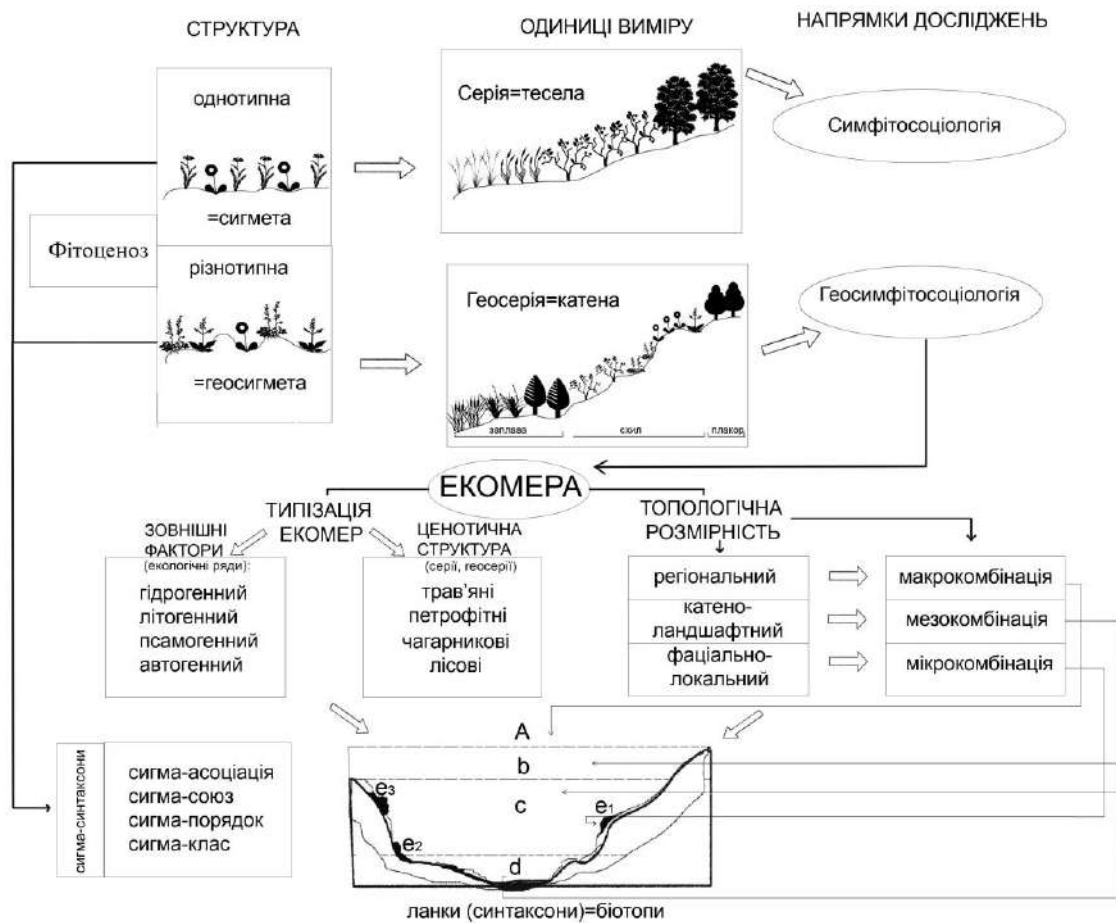 СТРУКТУРА
ОДИНИЦІ ВИМІРУ
НАПРЯМКИ ДОСЛІДЖЕНЬ
однотипна
=сигмета
Фітоценоз
різнотипна
=геосигмета
Серія=тесела
Симфітосоціологія
Геосерія=катена
заплава
схил
плакор
Геосимфітосоціологія
ЕКОМЕРА
ТИПІЗАЦІЯ
ЕКОМЕР
ЗОВНІШНІ
ФАКТОРИ
(екологічні ряди):
гідрогенний
літогенний
псамогенний
автогенний
ЦЕНОТИЧНА
СТРУКТУРА
(серії, геосерії)
трав'яні
петрофітні
чагарникові
лісові
ТОПОЛОГІЧНА
РОЗМІРНІСТЬ
регіональний
макрокомбінація
катено-
ландшафтний
мезокомбінація
фаціально-
локальний
мікрокомбінація
сигма-синтаксони
сигма-асоціація
сигма-союз
сигма-порядок
сигма-клас
A
b
c
d
e3
e2
e1
ланки (синтаксони)=біотопи